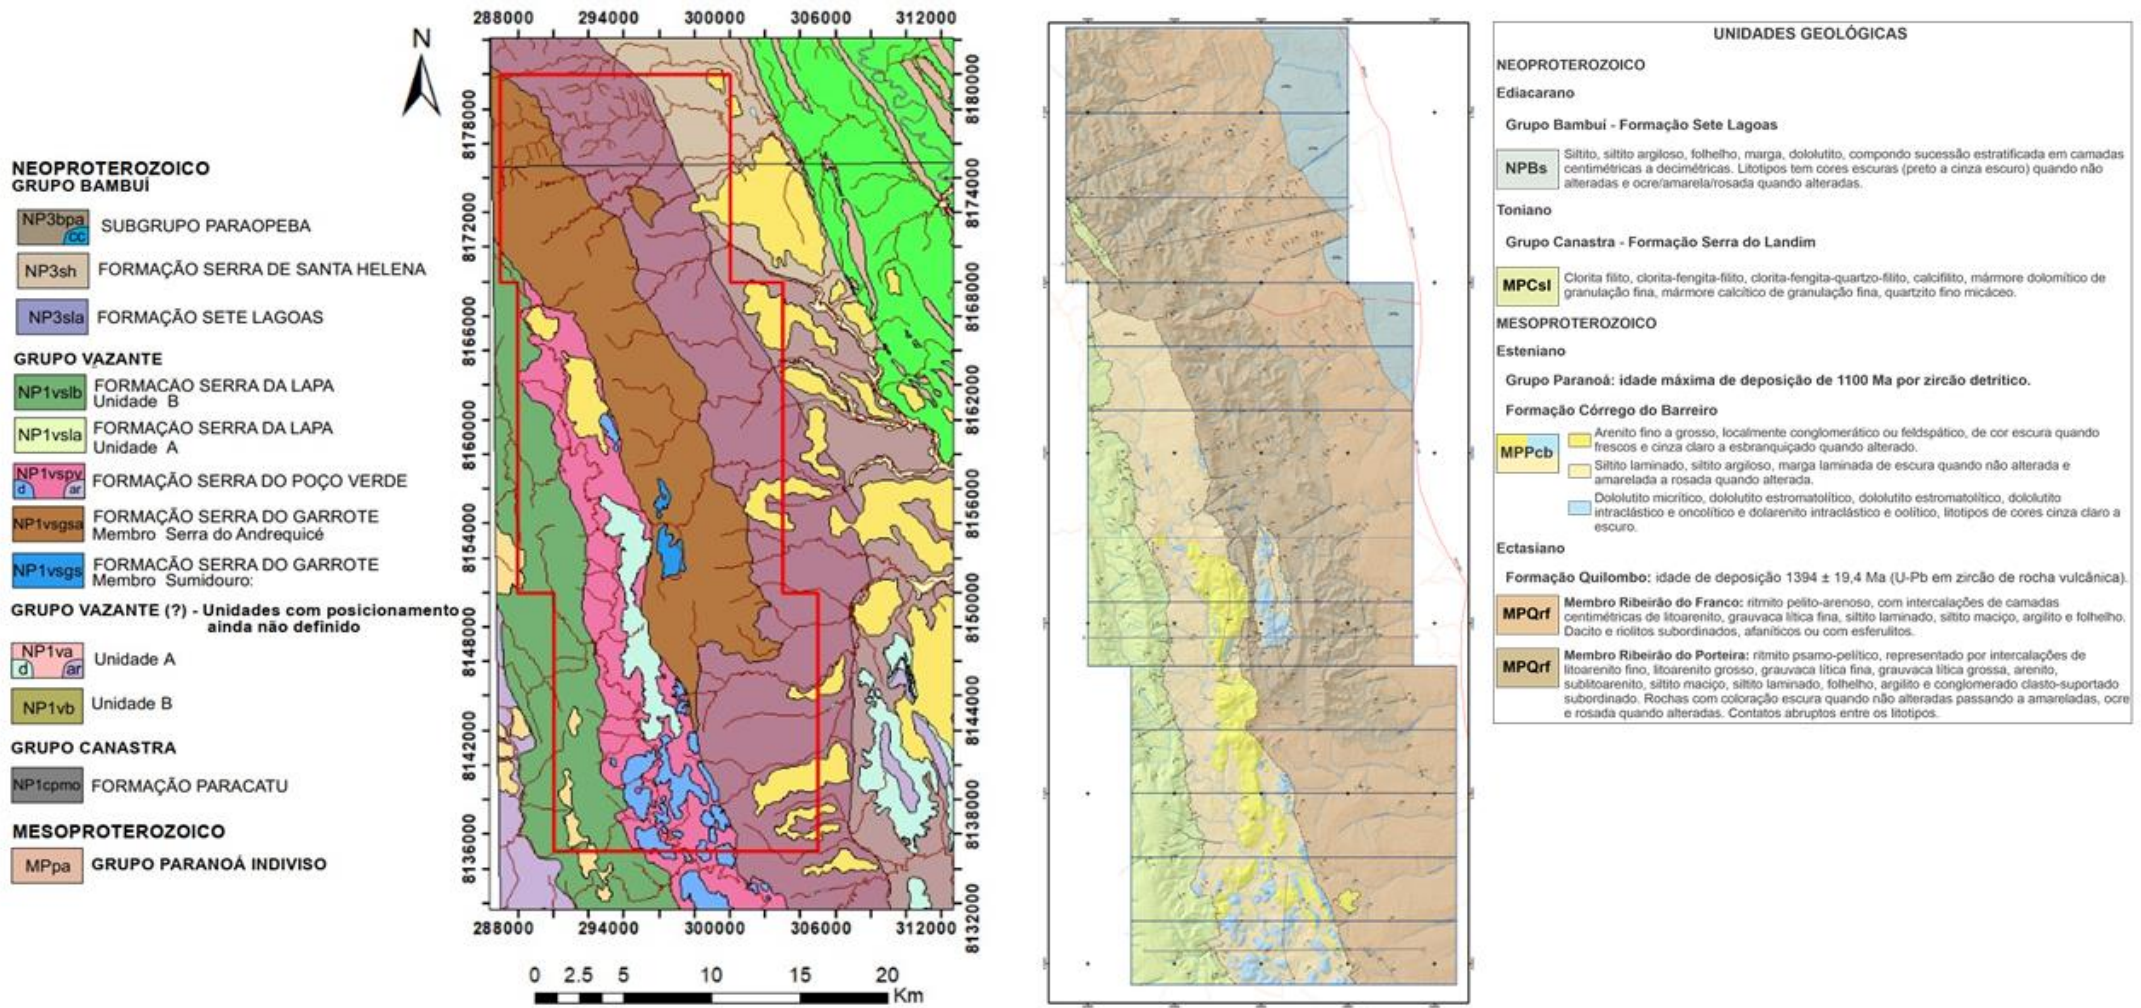 NEOPROTEROZOICO
GRUPO BAMBUÍ
NP3bpa
cc
SUBGRUPO PARAOPEBA
NP3sh
FORMAÇÃO SERRA DE SANTA HELENA
NP3sla
FORMAÇÃO SETE LAGOAS
GRUPO VAZANTE
NP1vslb
FORMACAO SERRA DA LAPA
Unidade B
NP1vsla
FORMAÇÃO SERRA DA LAPA
Unidade A
NP1vspv
d
ar
FORMAÇÃO SERRA DO POÇO VERDE
NP1vsgsa
FORMAÇÃO SERRA DO GARROTE
Membro Serra do Andrequicé
NP1vsgs
FORMAÇÃO SERRA DO GARROTE
Membro Sumidouro:
GRUPO VAZANTE (?) - Unidades com posicionamento
ainda não definido
NP1va
d
ar
Unidade A
NP1vb
Unidade B
GRUPO CANASTRA
NP1cpmo
FORMAÇÃO PARACATU
MESOPROTEROZOICO
MPpa
GRUPO PARANOÁ INDIVISO
N
288000 294000 300000 306000 312000
8178000
8172000
8166000
8160000
8154000
8148000
8142000
8136000
8180000
8174000
8168000
8162000
8156000
8150000
8144000
8138000
8132000
288000 294000 300000 306000 312000
0 2.5 5 10 15 20
Km
UNIDADES GEOLÓGICAS
NEOPROTEROZOICO
Ediacarano
Grupo Bambuí - Formação Sete Lagoas
NPBs
Siltito, siltito argiloso, folhelho, marga, dololutito, compondo sucessão estratificada em camadas
centimétricas a decimétricas. Litotipos tem cores escuras (preto a cinza escuro) quando não
alteradas e ocre/amarela/rosada quando alteradas.
Toniano
Grupo Canastra - Formação Serra do Landim
MPCsl
Clorita filito, clorita-fengita-filito, clorita-fengita-quartzo-filito, calcifilito, mármore dolomítico de
granulação fina, mármore calcítico de granulação fina, quartzito fino micáceo.
MESOPROTEROZOICO
Esteniano
Grupo Paranoá: idade máxima de deposição de 1100 Ma por zircão detrítico.
Formação Córrego do Barreiro
MPPcb
Arenito fino a grosso, localmente conglomerático ou feldspático, de cor escura quando
frescos e cinza claro a esbranquiçado quando alterado.
Siltito laminado, siltito argiloso, marga laminada de escura quando não alterada e
amarelada a rosada quando alterada.
Dololutito micrítico, dololutito estromatolítico, dololutito estromatolítico, dololutito
intraclástico e oncolítico e dolarenito intraclástico e oolítico, litotipos de cores cinza claro a
escuro.
Ectasiano
Formação Quilombo: idade de deposição 1394 ± 19,4 Ma (U-Pb em zircão de rocha vulcânica).
MPQrf
Membro Ribeirão do Franco: ritmito pelito-arenoso, com intercalações de camadas
centimétricas de litoarenito, grauvaca lítica fina, siltito laminado, siltito maciço, argilito e folhelho.
Dacito e riolitos subordinados, afaníticos ou com esferulitos.
MPQrf
Membro Ribeirão do Porteira: ritmito psamo-pelítico, representado por intercalações de
litoarenito fino, litoarenito grosso, grauvaca lítica fina, grauvaca lítica grossa, arenito,
sublitoarenito, siltito maciço, siltito laminado, folhelho, argilito e conglomerado clasto-suportado
subordinado. Rochas com coloração escura quando não alteradas passando a amareladas, ocre
e rosada quando alteradas. Contatos abruptos entre os litotipos.